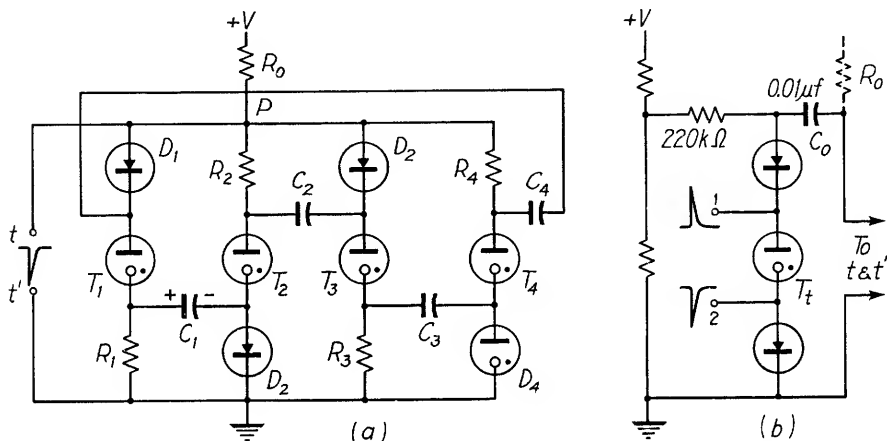 +V
R₀
P
D₁
R₂
D₂
R₄
C₂
C₄
t
t'
T₁
T₂
T₃
T₄
+
-
C₁
C₃
R₁
D₂
R₃
D₄
(a)
+V
0.01μf
R₀
220kΩ
C₀
1
To
t & t'
Tₜ
2
(b)